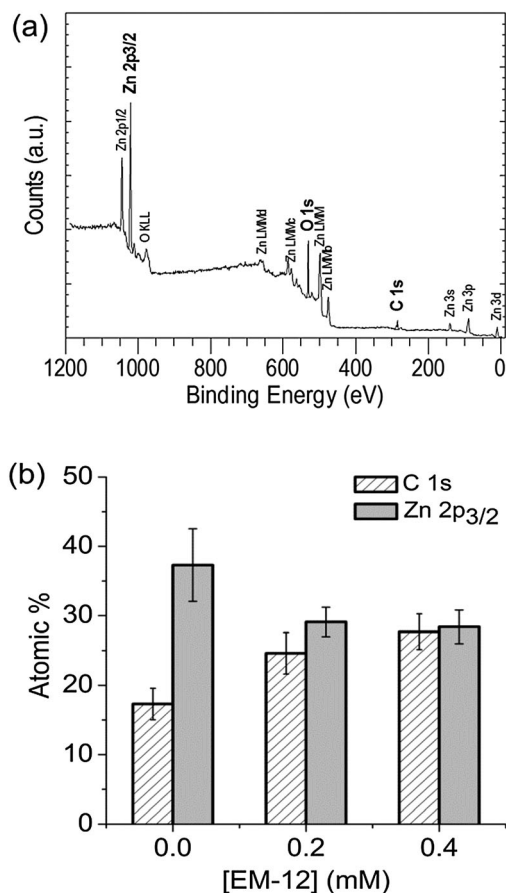 (a)
Counts (a.u.)
Zn 2p1/2
Zn 2p3/2
O KLL
Zn LMMd
Zn LMMc
O 1s
Zn LMM
Zn LMMb
C 1s
Zn 3s
Zn 3p
Zn 3d
1200 1000 800 600 400 200 0
Binding Energy (eV)
(b)
C 1s
Zn 2p3/2
Atomic %
50
40
30
20
10
0
0.0 0.2 0.4
[EM-12] (mM)